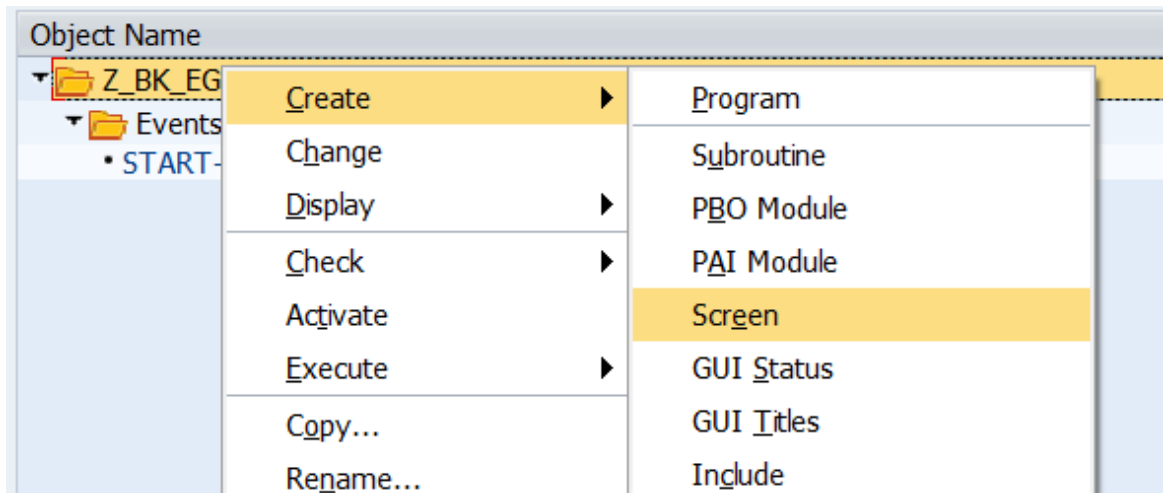 Object Name
Z_BK_EG
Events
START-
Create
Change
Display
Check
Activate
Execute
Copy...
Rename...
Program
Subroutine
PBO Module
PAI Module
Screen
GUI Status
GUI Titles
Include